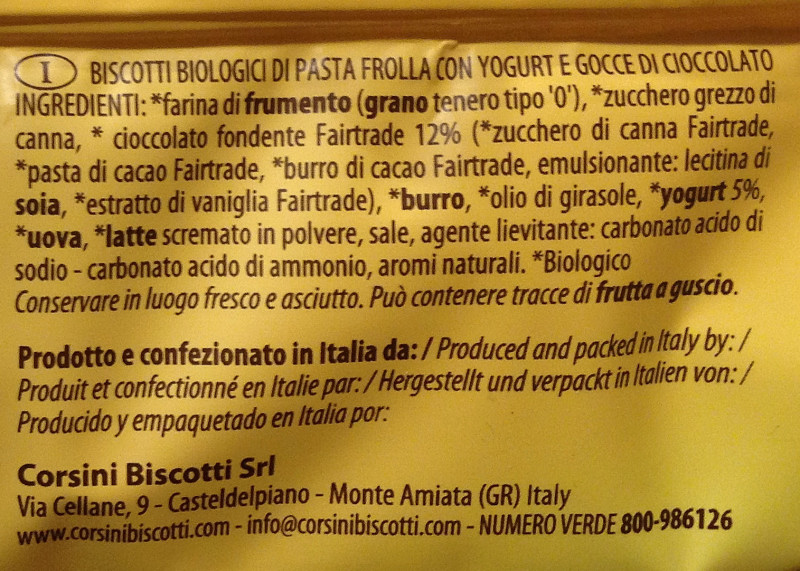 I BISCOTTI BIOLOGICI DI PASTA FROLLA CON YOGURT E GOCCE DI CIOCCOLATO
INGREDIENTI: *farina di frumento (grano tenero tipo '0'), *zucchero grezzo di
canna, * cioccolato fondente Fairtrade 12% (*zucchero di canna Fairtrade,
*pasta di cacao Fairtrade, *burro di cacao Fairtrade, emulsionante: lecitina di
soia, *estratto di vaniglia Fairtrade), *burro, *olio di girasole, *yogurt 5%,
*uova, *latte scremato in polvere, sale, agente lievitante: carbonato acido di
sodio - carbonato acido di ammonio, aromi naturali. *Biologico
Conservare in luogo fresco e asciutto. Può contenere tracce di frutta a guscio.
Prodotto e confezionato in Italia da: / Produced and packed in Italy by: /
Produit et confectionné en Italie par: / Hergestellt und verpackt in Italien von: /
Producido y empaquetado en Italia por:
Corsini Biscotti Srl
Via Cellane, 9 - Casteldelpiano - Monte Amiata (GR) Italy
www.corsinibiscotti.com - info@corsinibiscotti.com - NUMERO VERDE 800-986126